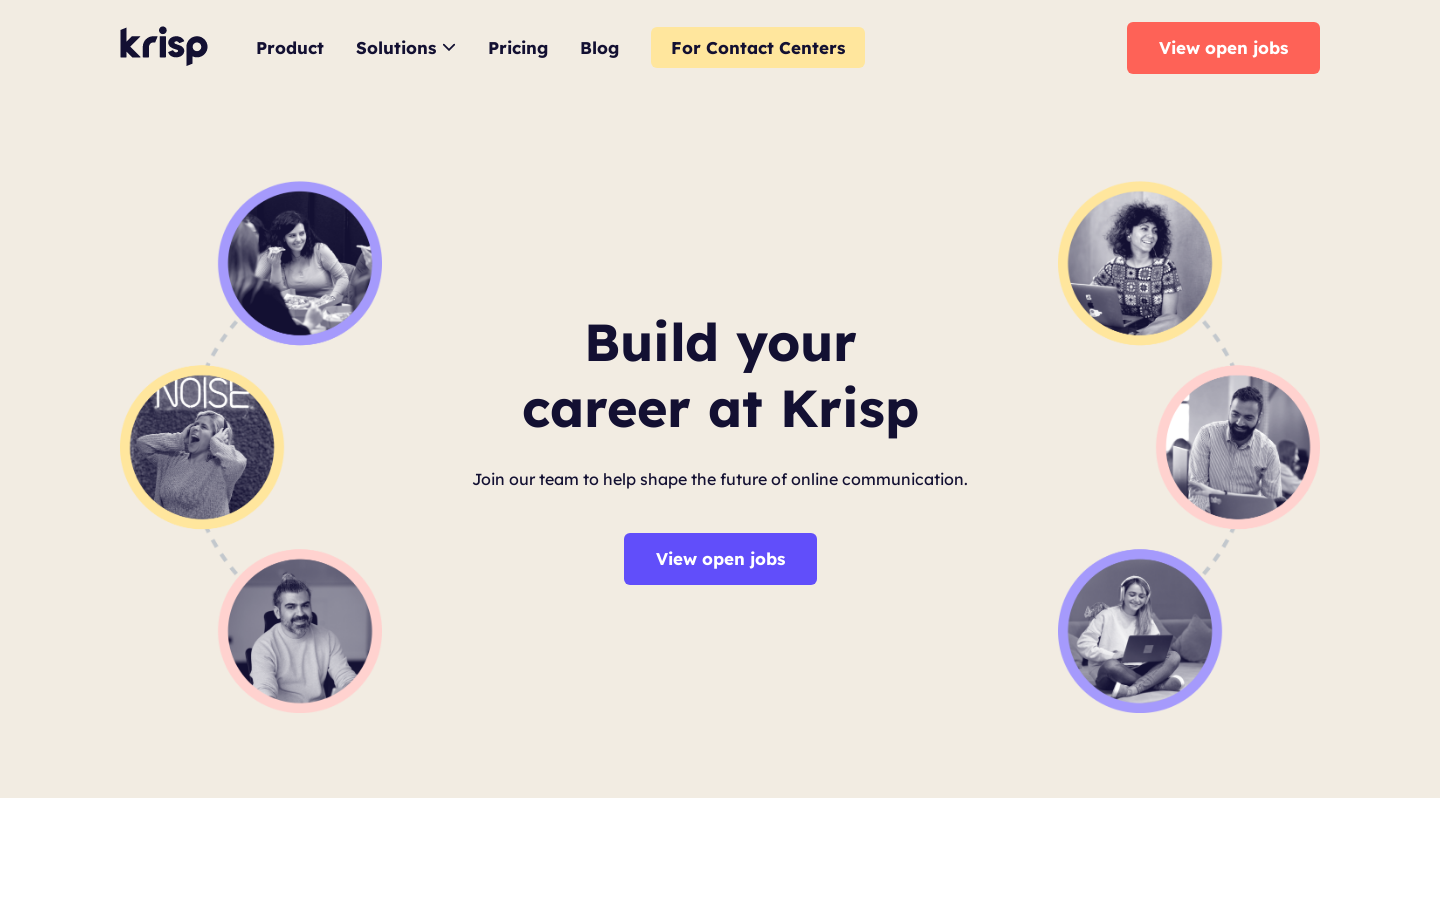 krisp
Product
Solutions
Pricing
Blog
For Contact Centers
View open jobs
NOISE
Build your
career at Krisp
Join our team to help shape the future of online communication.
View open jobs